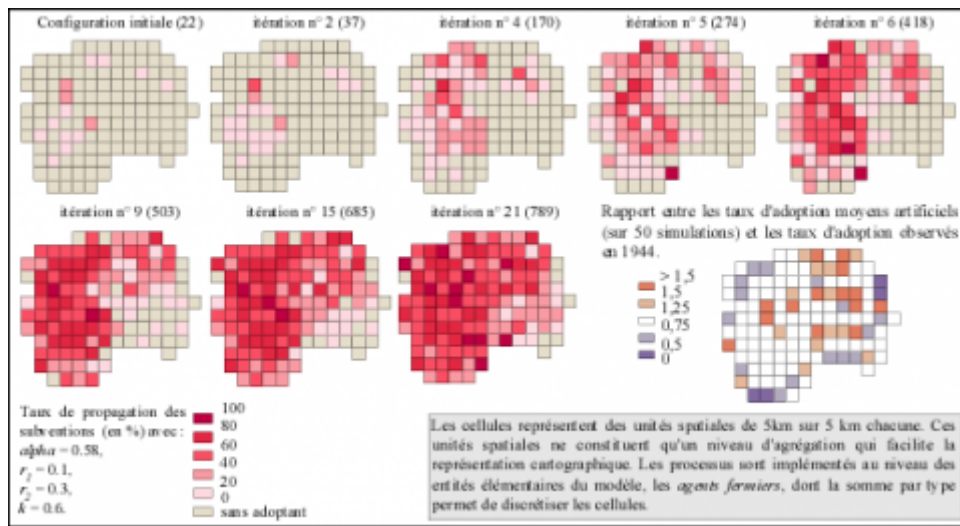 Configuration initiale (22)
itération n° 2 (37)
itération n° 4 (170)
itération n° 5 (274)
itération n° 6 (418)
itération n° 9 (503)
itération n° 15 (685)
itération n° 21 (789)
Rapport entre les taux d'adoption moyens artificiels
(sur 50 simulations) et les taux d'adoption observés
en 1944.
> 1,5
1,5
1,25
0,75
0,5
0
Taux de propagation des
subventions (en %) avec :
alpha = 0.58,
r₂ = 0.1,
r₂ = 0.3,
k = 0.6.
100
80
60
40
20
0
sans adoptant
Les cellules représentent des unités spatiales de 5km sur 5 km chacune. Ces
unités spatiales ne constituent qu'un niveau d'agrégation qui facilite la
représentation cartographique. Les processus sont implémentés au niveau des
entités élémentaires du modèle, les agents fermiers, dont la somme par type
permet de discrétiser les cellules.